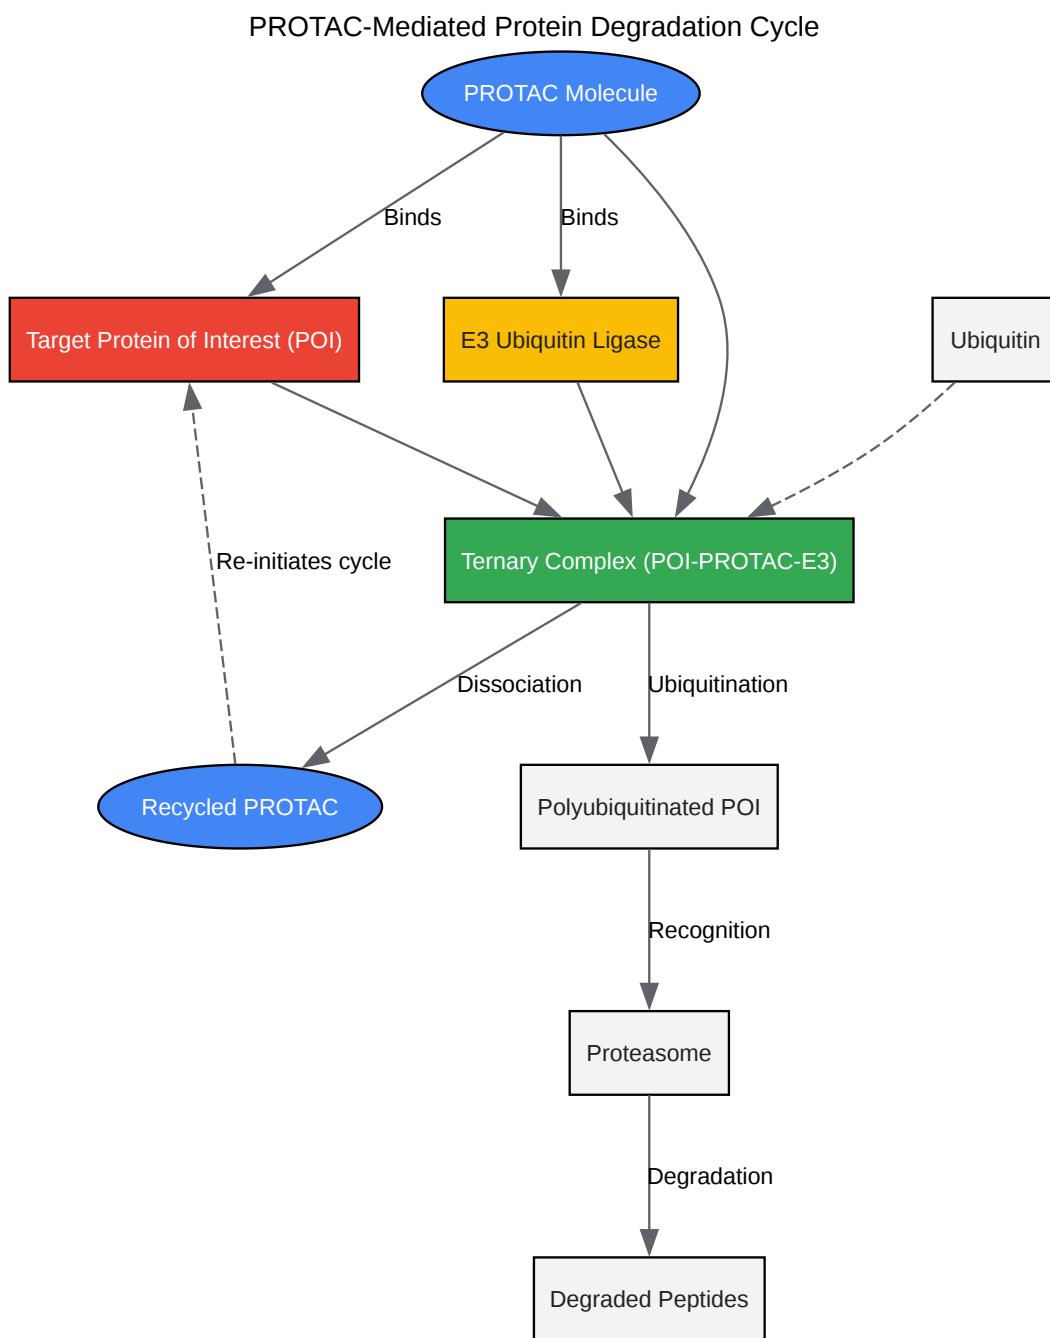 PROTAC-Mediated Protein Degradation Cycle
PROTAC Molecule
Binds
Binds
Target Protein of Interest (POI)
E3 Ubiquitin Ligase
Ubiquitin
Ternary Complex (POI-PROTAC-E3)
Re-initiates cycle
Dissociation
Ubiquitination
Recycled PROTAC
Polyubiquitinated POI
Recognition
Proteasome
Degradation
Degraded Peptides